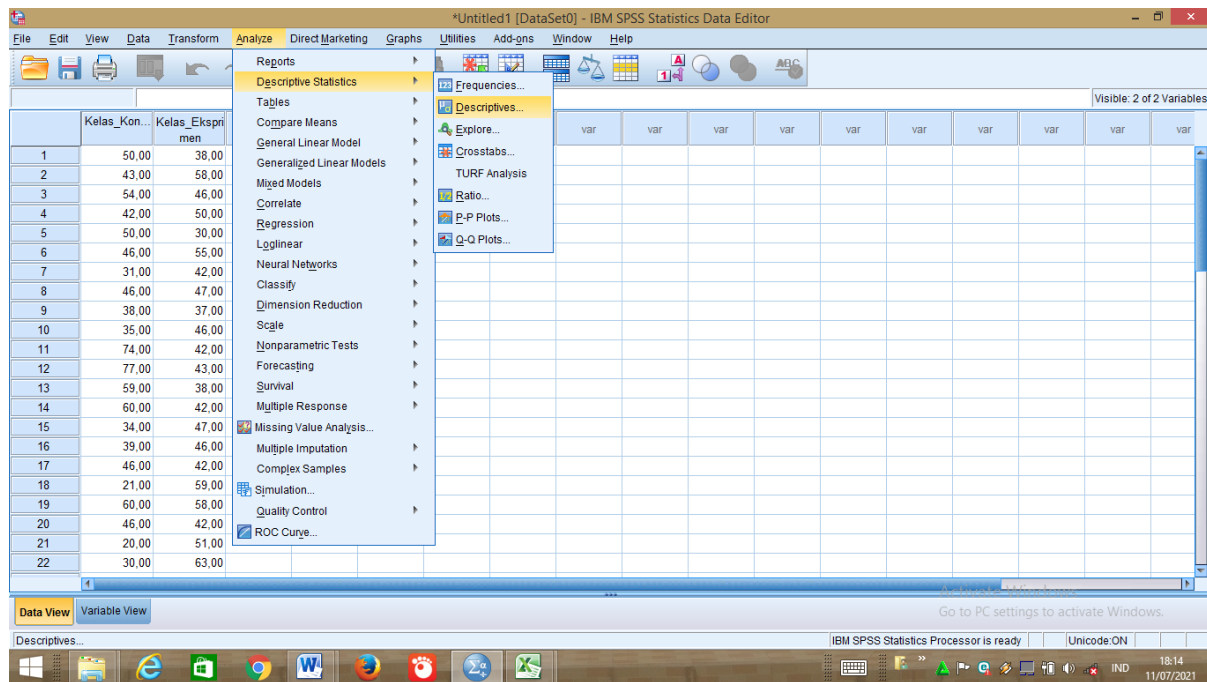 *Untitled1 [DataSet0] - IBM SPSS Statistics Data Editor
File Edit View Data Transform Analyze Direct Marketing Graphs Utilities Add-ons Window Help
Visible: 2 of 2 Variables
Kelas_Kon... Kelas_Ekspri
men
var var var var var var var var var var
1 50,00 38,00
2 43,00 58,00
3 54,00 46,00
4 42,00 50,00
5 50,00 30,00
6 46,00 55,00
7 31,00 42,00
8 46,00 47,00
9 38,00 37,00
10 35,00 46,00
11 74,00 42,00
12 77,00 43,00
13 59,00 38,00
14 60,00 42,00
15 34,00 47,00
16 39,00 46,00
17 46,00 42,00
18 21,00 59,00
19 60,00 58,00
20 46,00 42,00
21 20,00 51,00
22 30,00 63,00
Reports
Descriptive Statistics
Tables
Compare Means
General Linear Model
Generalized Linear Models
Mixed Models
Correlate
Regression
Loglinear
Neural Networks
Classify
Dimension Reduction
Scale
Nonparametric Tests
Forecasting
Survival
Multiple Response
Missing Value Analysis...
Multiple Imputation
Complex Samples
Simulation...
Quality Control
ROC Curve...
Frequencies...
Descriptives...
Explore...
Crosstabs...
TURF Analysis
Ratio...
P-P Plots...
Q-Q Plots...
Activate Windows
Go to PC settings to activate Windows.
Data View Variable View
Descriptives...
IBM SPSS Statistics Processor is ready
Unicode:ON
IND
18:14
11/07/2021